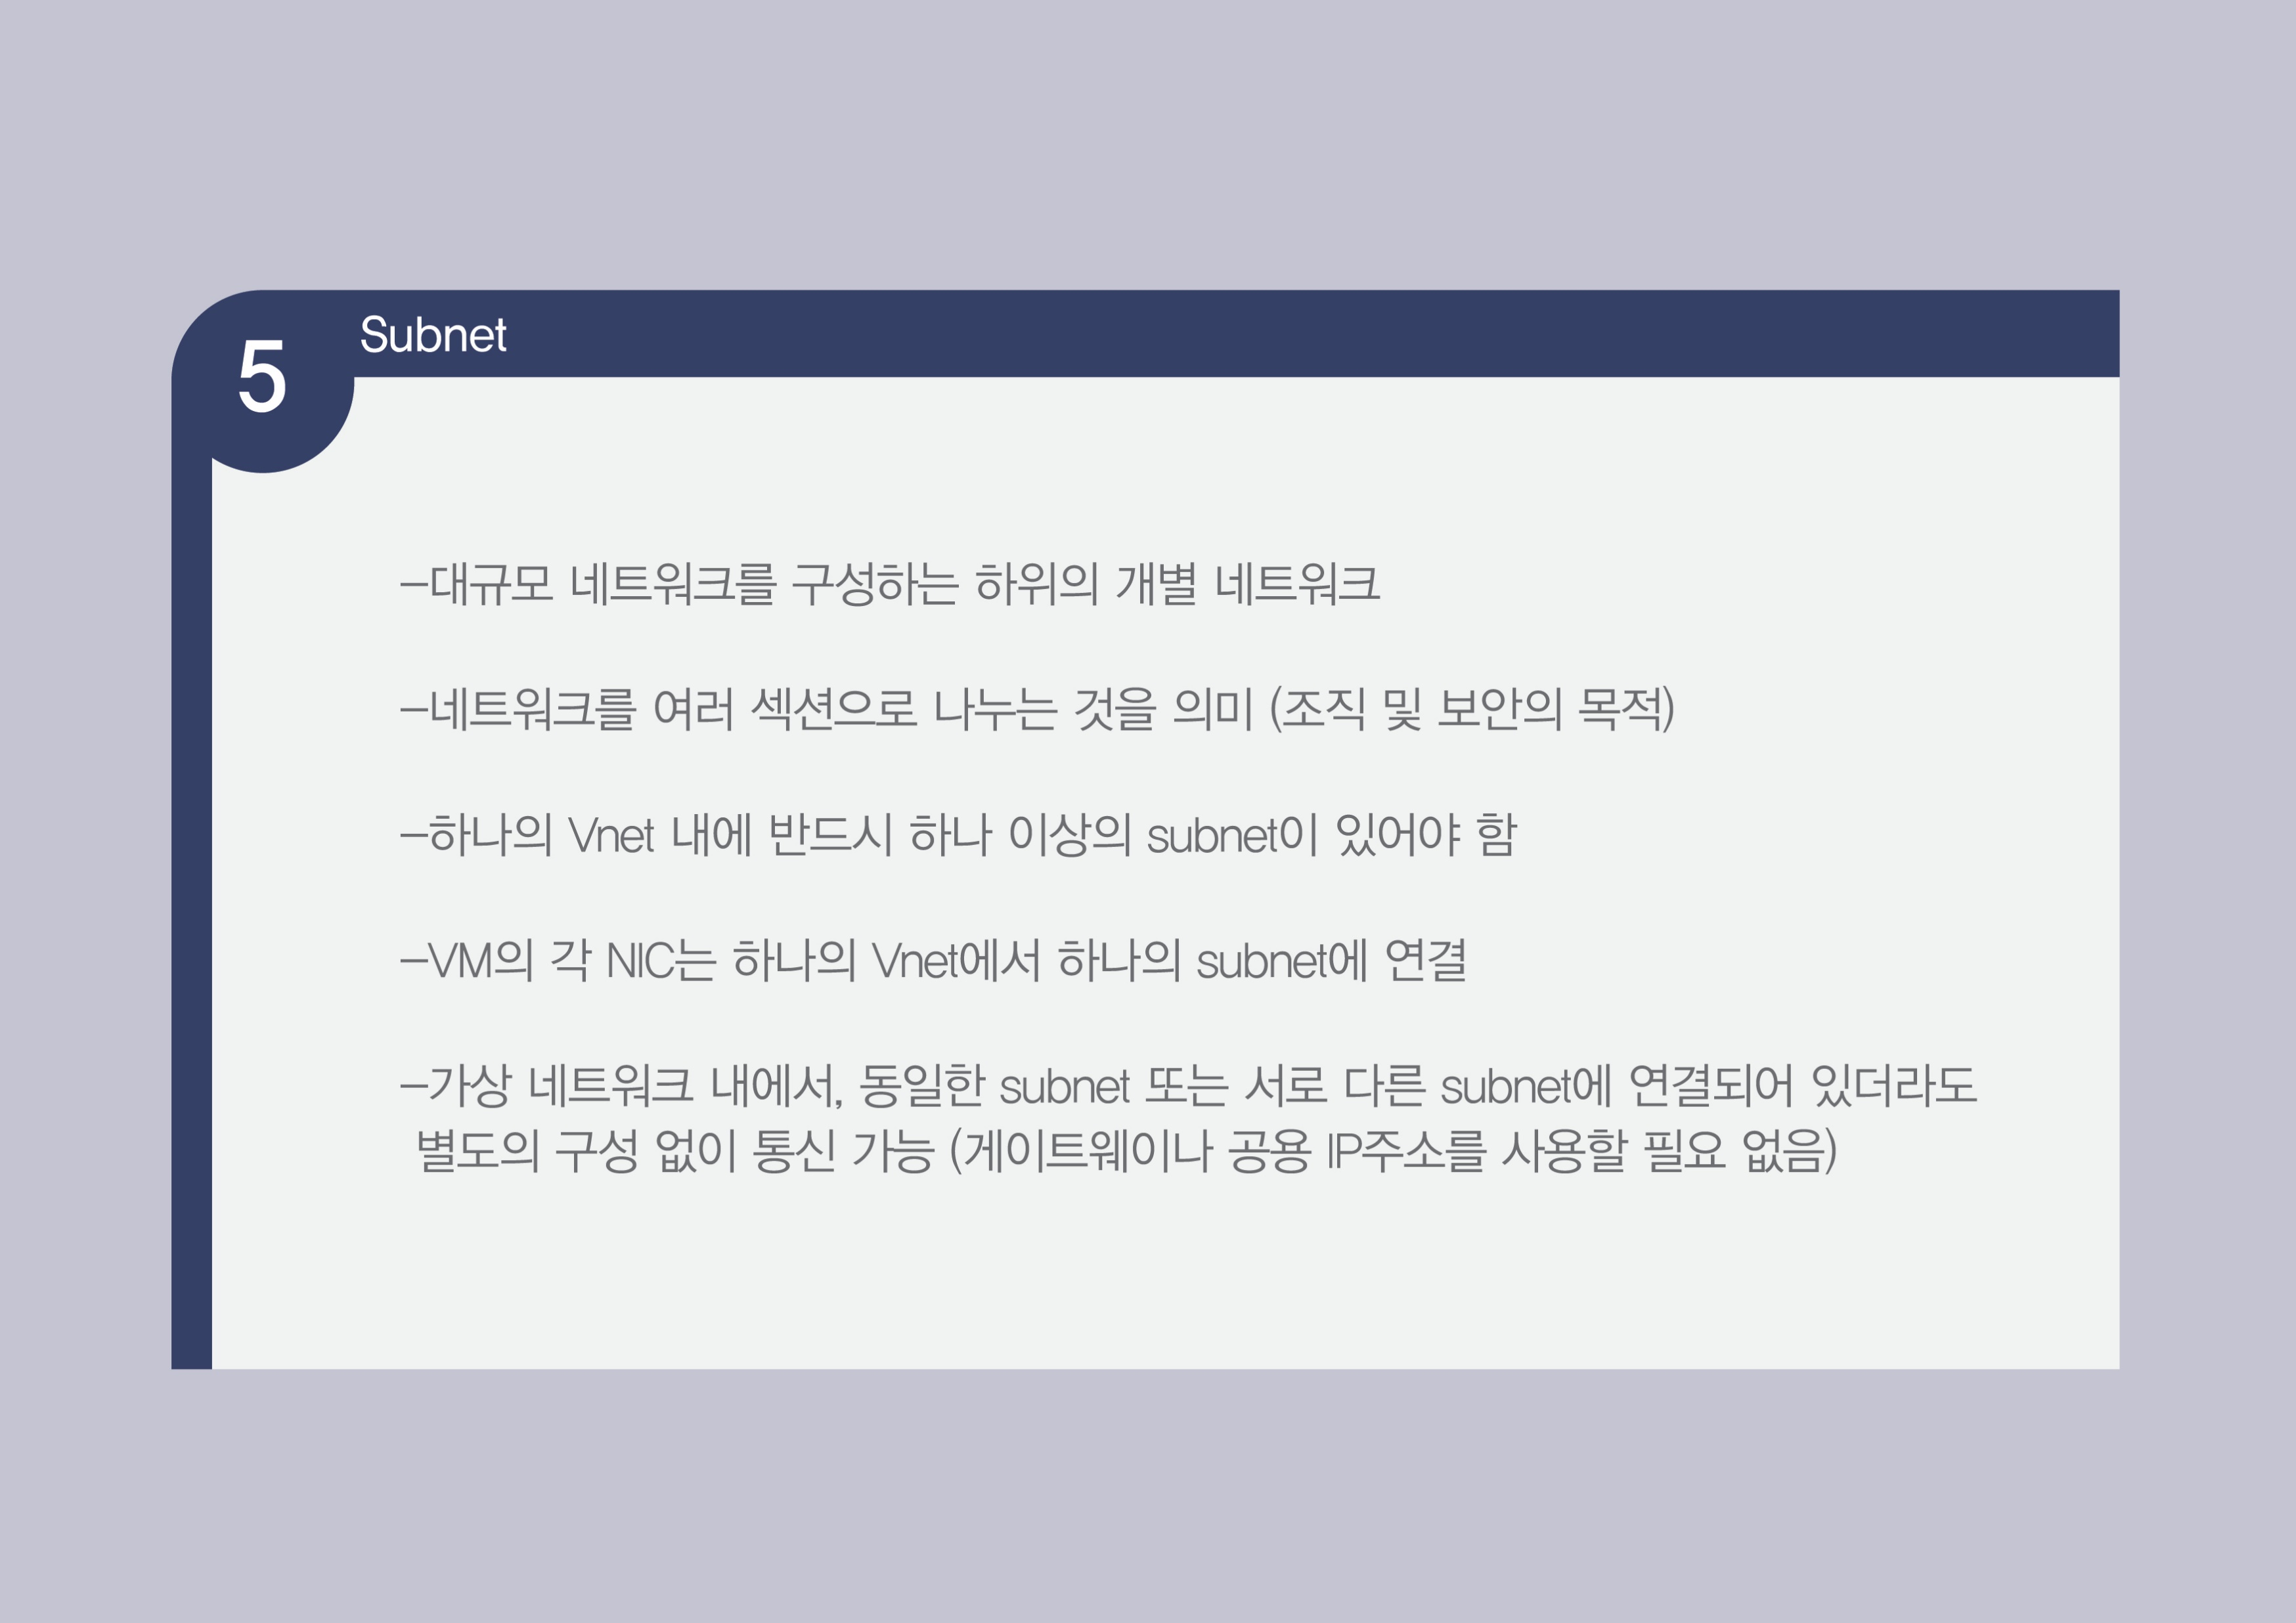 5
Subnet
-대규모 네트워크를 구성하는 하위의 개별 네트워크
-네트워크를 여러 섹션으로 나누는 것을 의미 (조직 및 보안의 목적)
-하나의 Vnet 내에 반드시 하나 이상의 subnet이 있어야 함
-VM의 각 NIC는 하나의 Vnet에서 하나의 subnet에 연결
-가상 네트워크 내에서, 동일한 subnet 또는 서로 다른 subnet에 연결되어 있더라도
별도의 구성 없이 통신 가능 (게이트웨이나 공용 IP주소를 사용할 필요 없음)